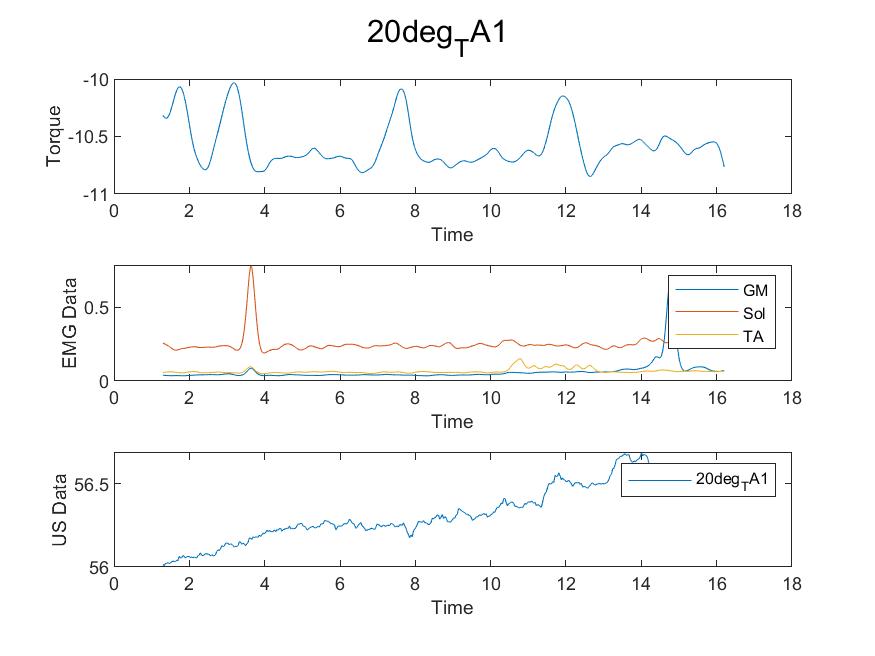 20deg_TA1
-10
-10.5
-11
Torque
0 2 4 6 8 10 12 14 16 18
Time
0.5
0
EMG Data
GM
Sol
TA
0 2 4 6 8 10 12 14 16 18
Time
56.5
56
US Data
20deg_TA1
0 2 4 6 8 10 12 14 16 18
Time